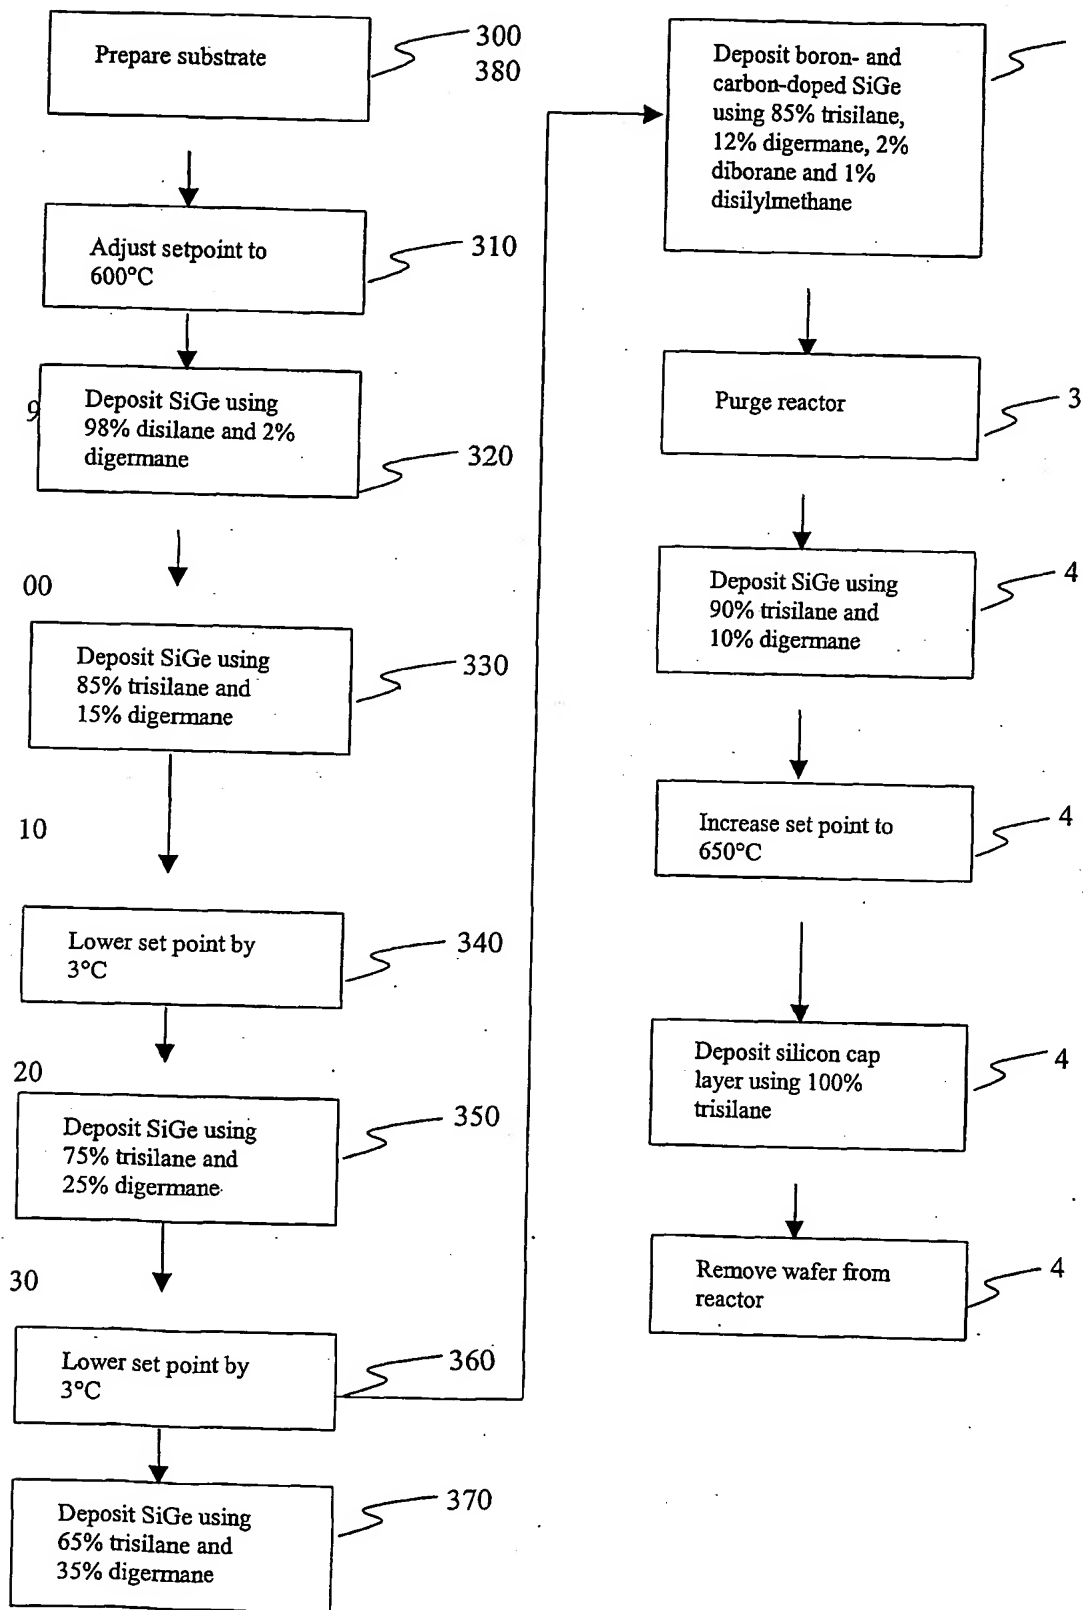 Prepare substrate
300
380
Adjust setpoint to
600°C
310
9
Deposit SiGe using
98% disilane and 2%
digermane
320
00
Deposit SiGe using
85% trisilane and
15% digermane
330
10
Lower set point by
3°C
340
20
Deposit SiGe using
75% trisilane and
25% digermane
350
30
Lower set point by
3°C
360
Deposit SiGe using
65% trisilane and
35% digermane
370
Deposit boron- and
carbon-doped SiGe
using 85% trisilane,
12% digermane, 2%
diborane and 1%
disilylmethane
Purge reactor
3
Deposit SiGe using
90% trisilane and
10% digermane
4
Increase set point to
650°C
4
Deposit silicon cap
layer using 100%
trisilane
4
Remove wafer from
reactor
4